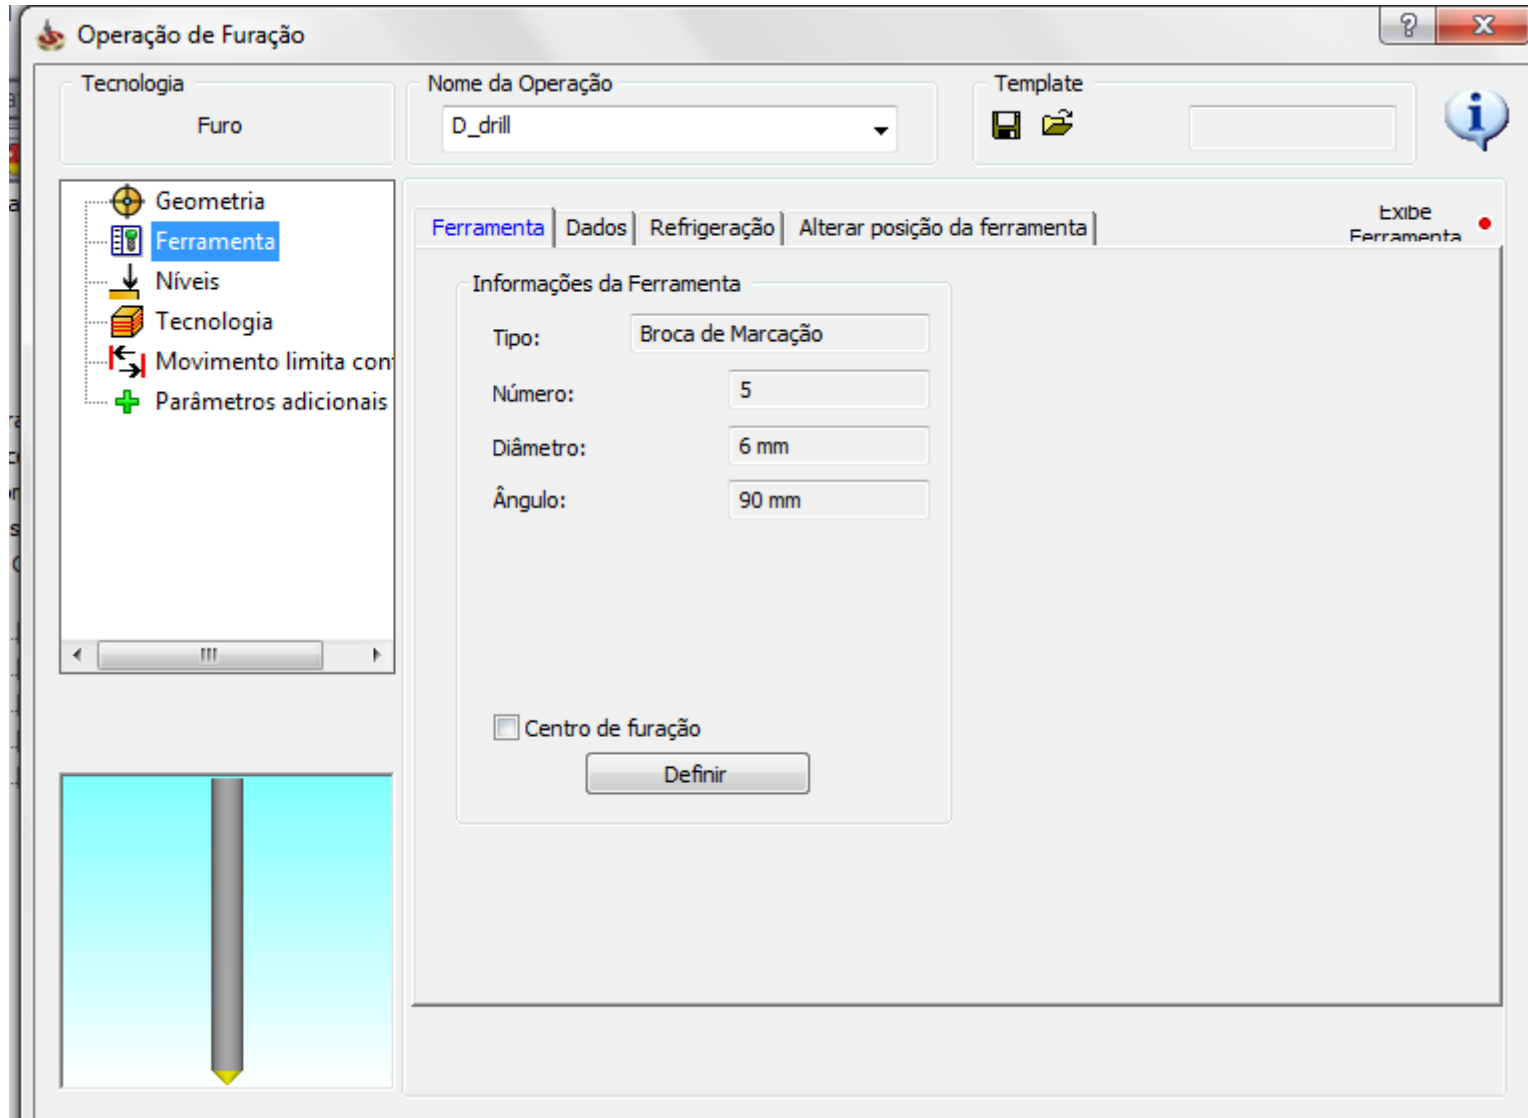 Operação de Furação
Tecnologia
Furo
Nome da Operação
D_drill
Template
Geometria
Ferramenta
Níveis
Tecnologia
Movimento limita con
Parâmetros adicionais
Ferramenta Dados Refrigeração Alterar posição da ferramenta
Exibe
Ferramenta
Informações da Ferramenta
Tipo: Broca de Marcação
Número: 5
Diâmetro: 6 mm
Ângulo: 90 mm
Centro de furação
Definir